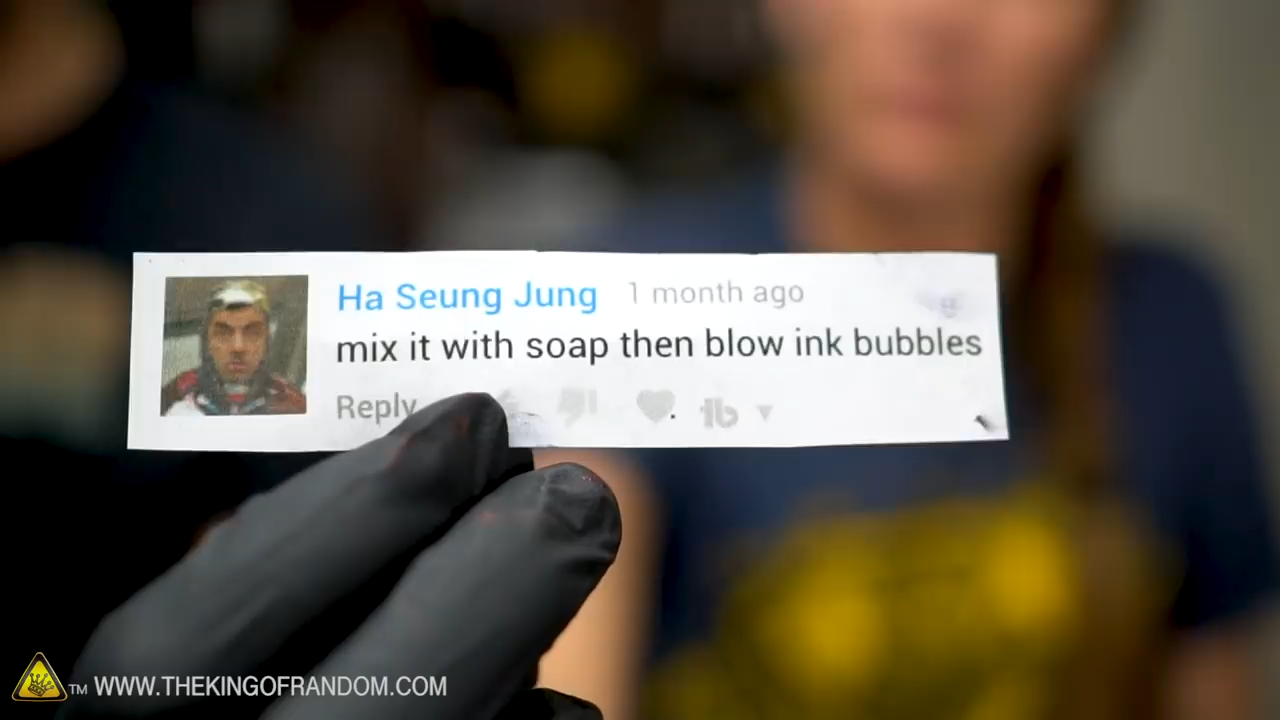 Ha Seung Jung 1 month ago
mix it with soap then blow ink bubbles
Reply
TM WWW.THEKINGOFRANDOM.COM